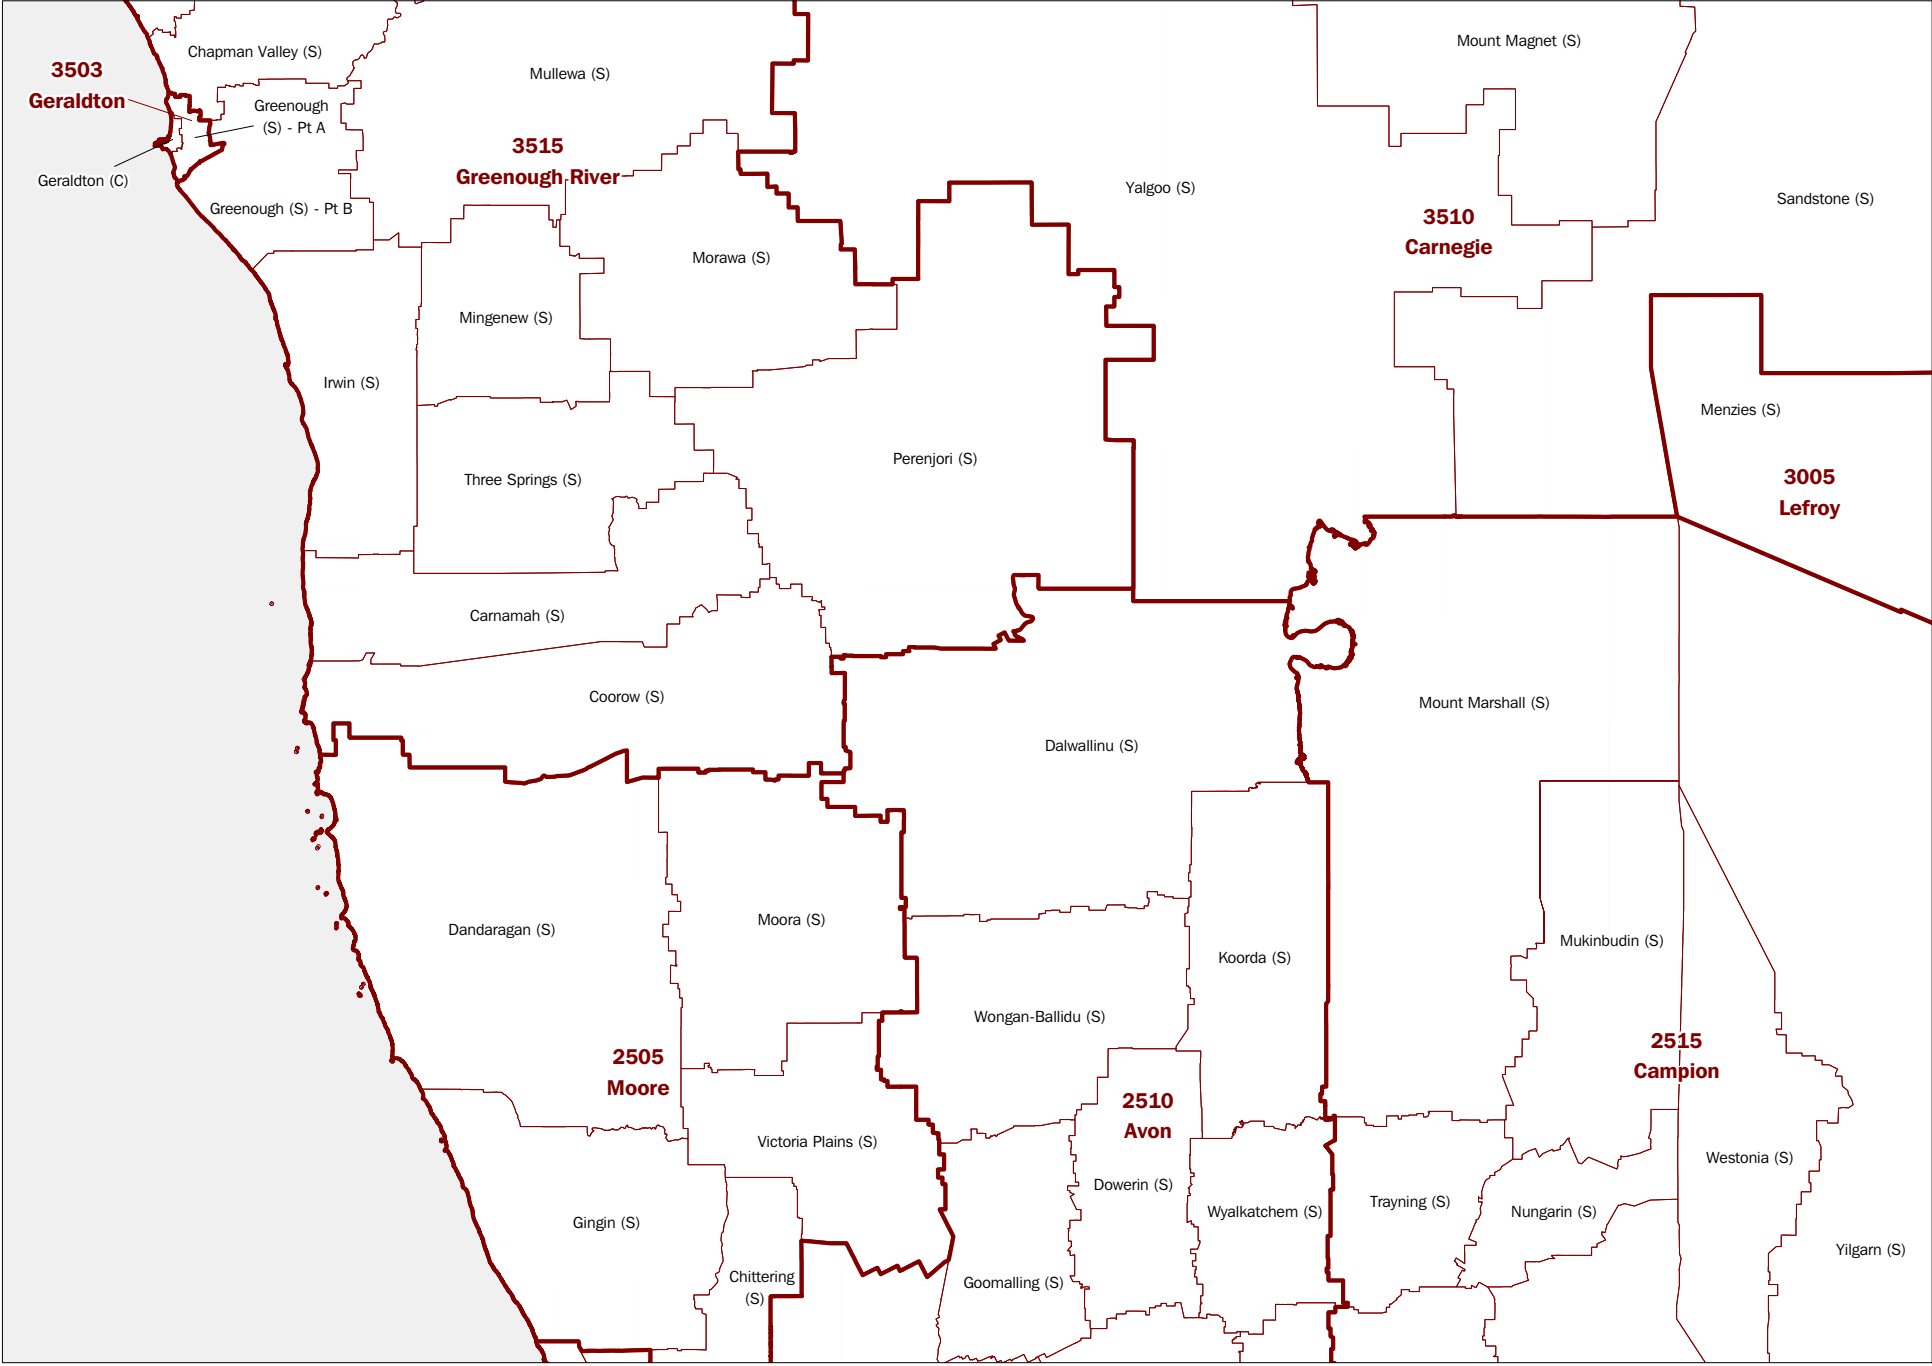 Chapman Valley (S)
Mount Magnet (S)
3503
Geraldton
Mullewa (S)
Greenough
(S) - Pt A
3515
Greenough River
Geraldton (C)
Yalgoo (S)
Sandstone (S)
Greenough (S) - Pt B
3510
Carnegie
Morawa (S)
Mingenew (S)
Irwin (S)
Menzies (S)
Perenjori (S)
Three Springs (S)
3005
Lefroy
Carnamah (S)
Coorow (S)
Mount Marshall (S)
Dalwallinu (S)
Moora (S)
Dandaragan (S)
Mukinbudin (S)
Koorda (S)
Wongan-Ballidu (S)
2505
Moore
2515
Campion
2510
Avon
Victoria Plains (S)
Westonia (S)
Dowerin (S)
Trayning (S)
Wyalkatchem (S)
Nungarin (S)
Gingin (S)
Yilgarn (S)
Chittering
(S)
Goomalling (S)